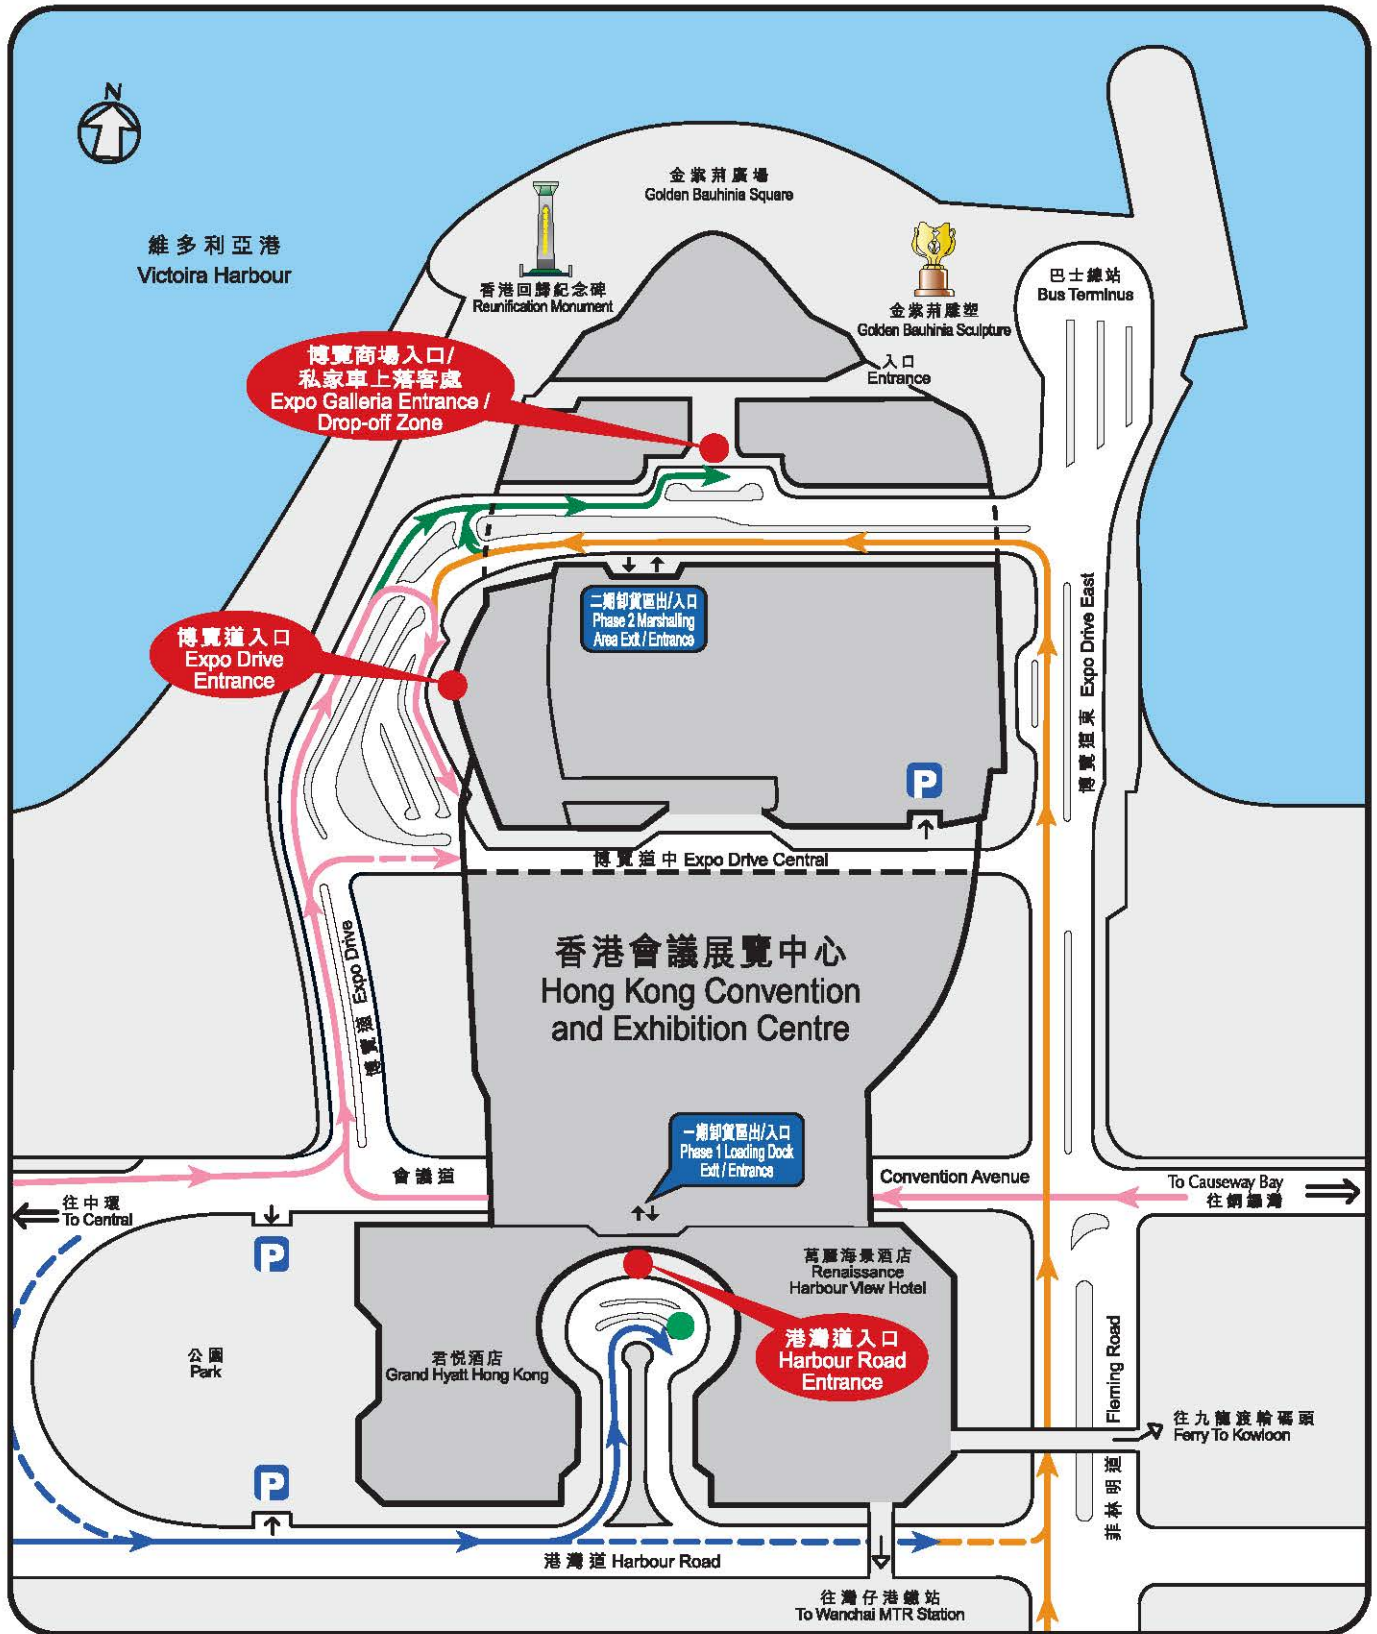 N
金紫荊廣場
Golden Bauhinia Square
維多利亞港
Victoira Harbour
香港回歸紀念碑
Reunification Monument
金紫荊雕塑
Golden Bauhinia Sculpture
巴士總站
Bus Terminus
入口
Entrance
博覽商場入口/
私家車上落客處
Expo Galleria Entrance /
Drop-off Zone
二期卸貨區出/入口
Phase 2 Marshalling
Area Exit / Entrance
博覽道入口
Expo Drive
Entrance
博覽道東 Expo Drive East
P
博覽道中 Expo Drive Central
博覽道 Expo Drive
香港會議展覽中心
Hong Kong Convention
and Exhibition Centre
一期卸貨區出/入口
Phase 1 Loading Dock
Exit / Entrance
會議道
Convention Avenue
To Causeway Bay
往銅鑼灣
往中環
To Central
P
萬麗海景酒店
Renaissance
Harbour View Hotel
港灣道入口
Harbour Road
Entrance
公園
Park
君悅酒店
Grand Hyatt Hong Kong
菲林明道 Fleming Road
往九龍渡輪碼頭
Ferry To Kowloon
P
港灣道 Harbour Road
往灣仔港鐵站
To Wanchai MTR Station